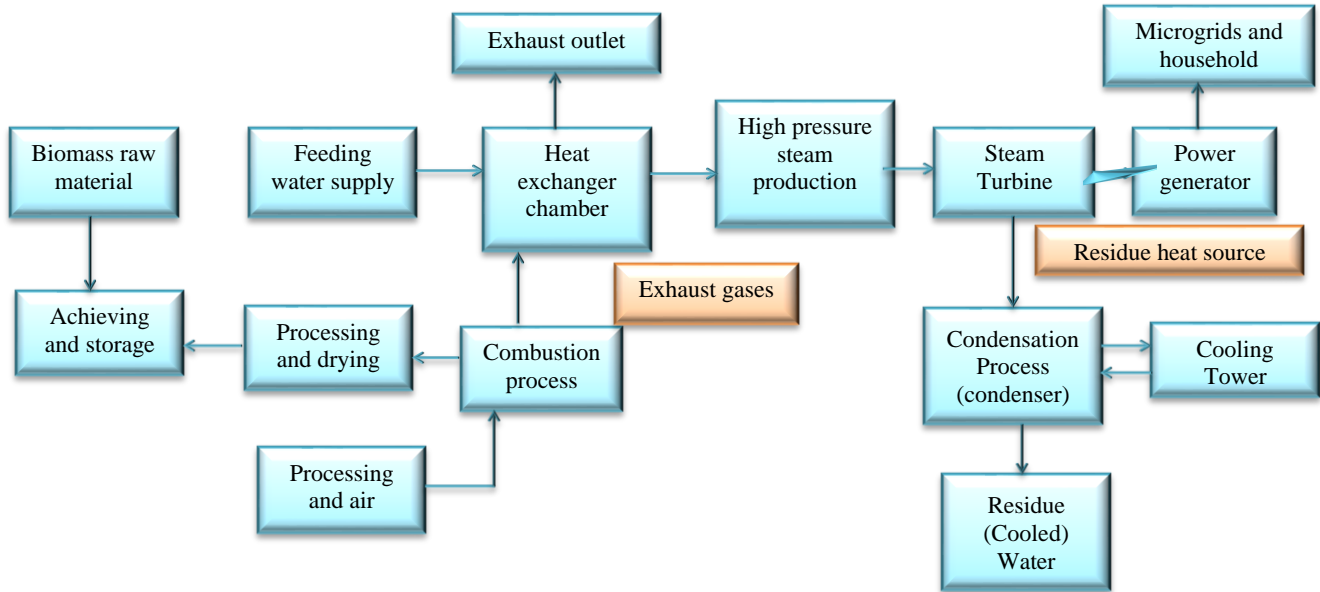 Exhaust outlet
Microgrids and
household
Biomass raw
material
Feeding
water supply
Heat
exchanger
chamber
High pressure
steam
production
Steam
Turbine
Power
generator
Residue heat source
Exhaust gases
Achieving
and storage
Processing
and drying
Combustion
process
Condensation
Process
(condenser)
Cooling
Tower
Processing
and air
Residue
(Cooled)
Water